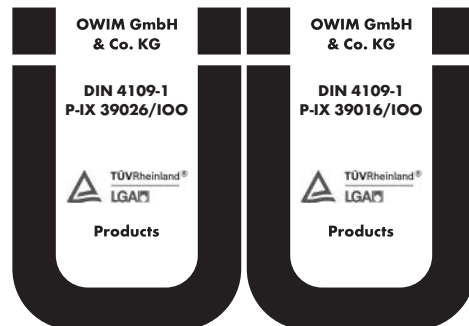 OWIM GmbH
& Co. KG
DIN 4109-1
P-IX 39026/IOO
TÜVRheinland®
LGA
Products
OWIM GmbH
& Co. KG
DIN 4109-1
P-IX 39016/IOO
TÜVRheinland®
LGA
Products